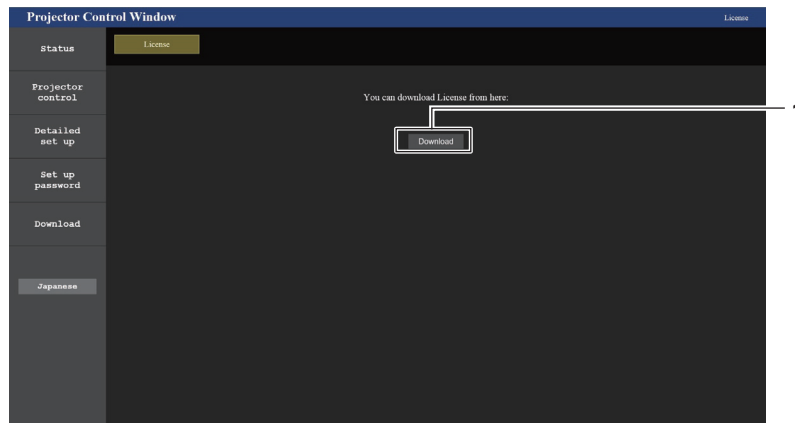 Projector Control Window
License
Status
License
Projector
control
You can download License from here:
Detailed
set up
Download
Set up
password
Download
Japanese